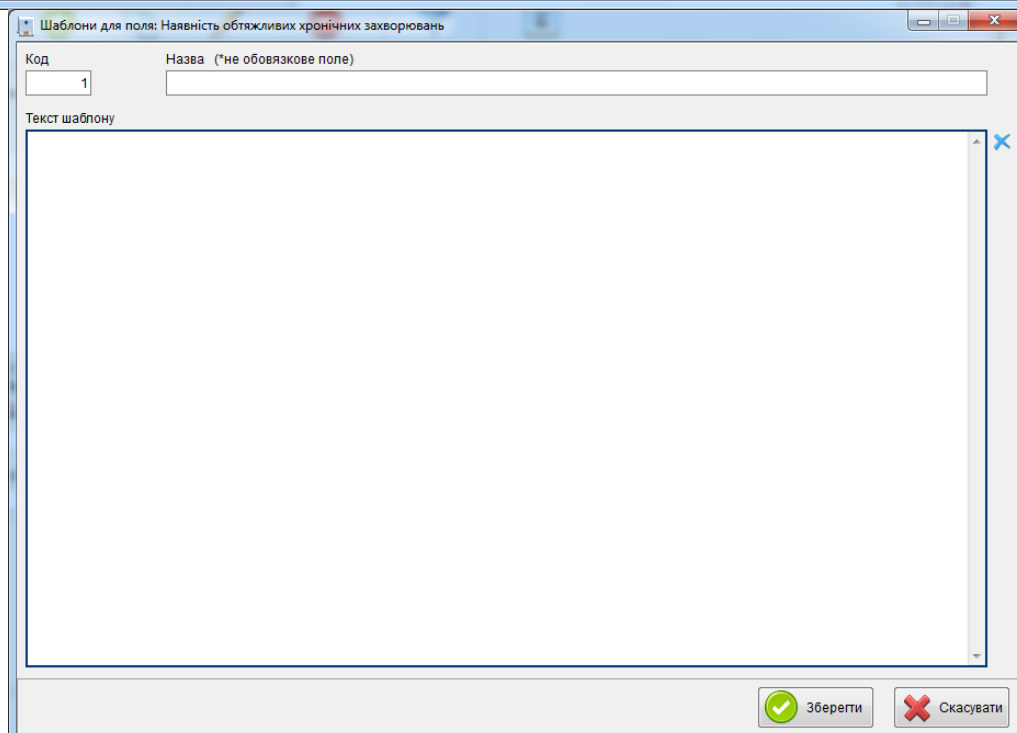 Шаблони для поля: Наявність обтяжливих хронічних захворювань
Код Назва (*не обовязкове поле)
1
Текст шаблону
Зберегти Скасувати